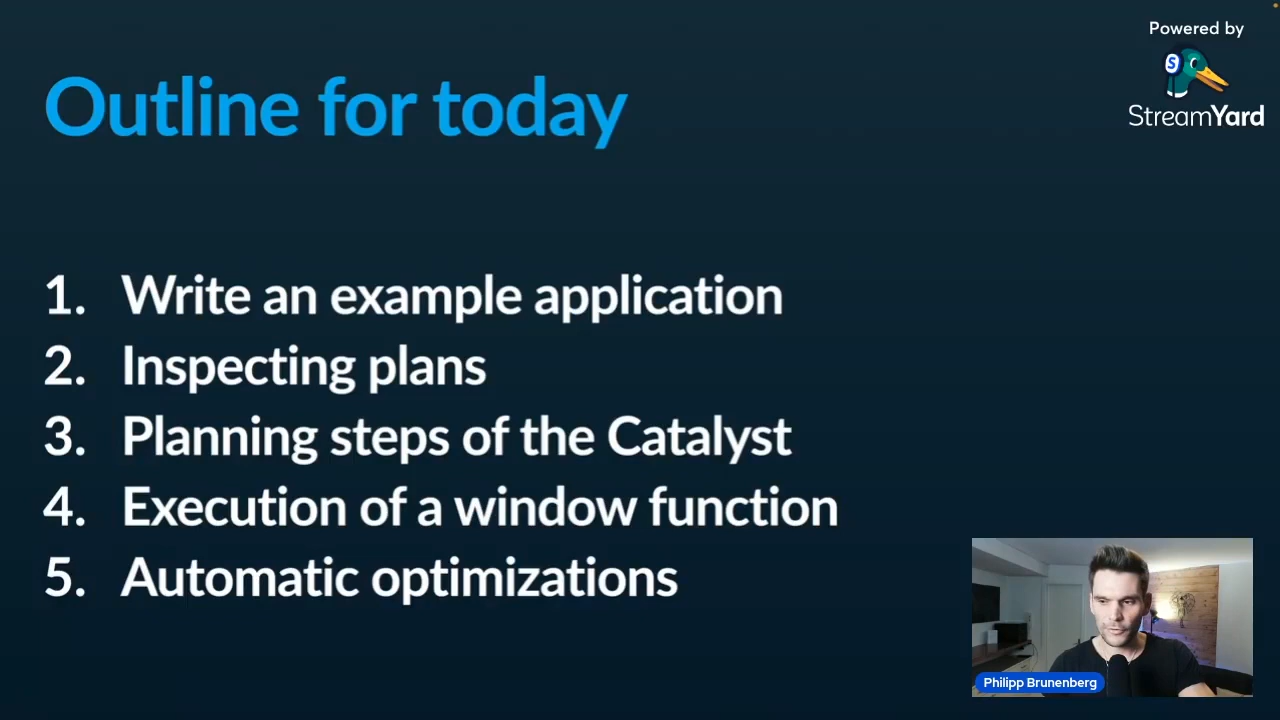 Powered by
S
StreamYard
Outline for today
1. Write an example application
2. Inspecting plans
3. Planning steps of the Catalyst
4. Execution of a window function
5. Automatic optimizations
Philipp Brunenberg